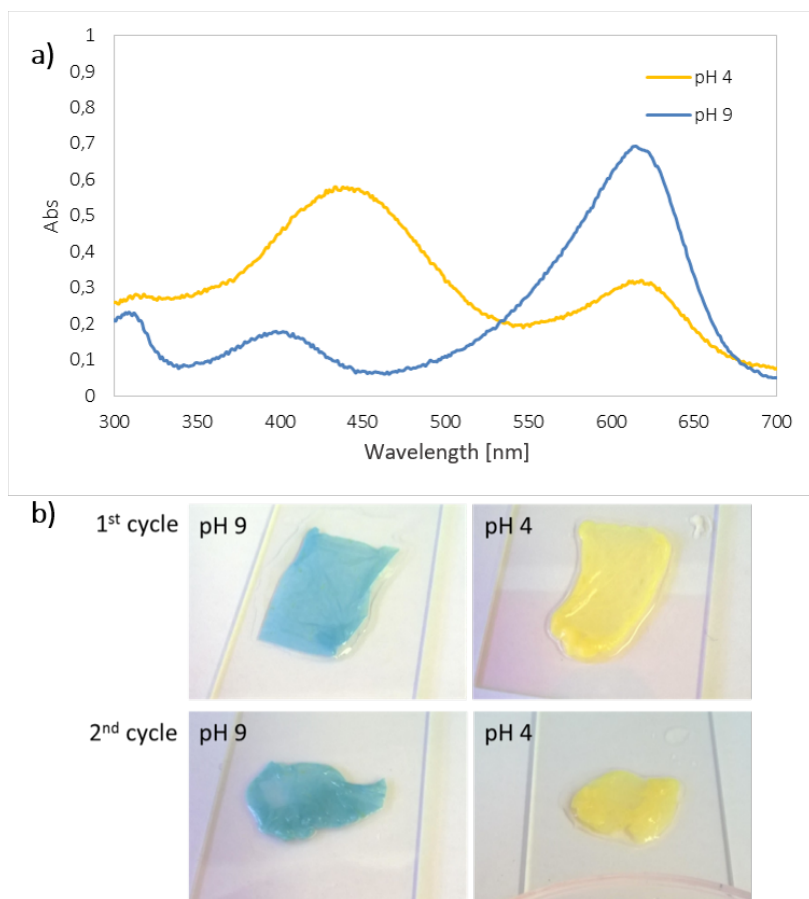 a)
1
0,9
0,8
0,7
0,6
0,5
0,4
0,3
0,2
0,1
0
Abs
pH 4
pH 9
300 350 400 450 500 550 600 650 700
Wavelength [nm]
b)
1st cycle pH 9 pH 4
2nd cycle pH 9 pH 4